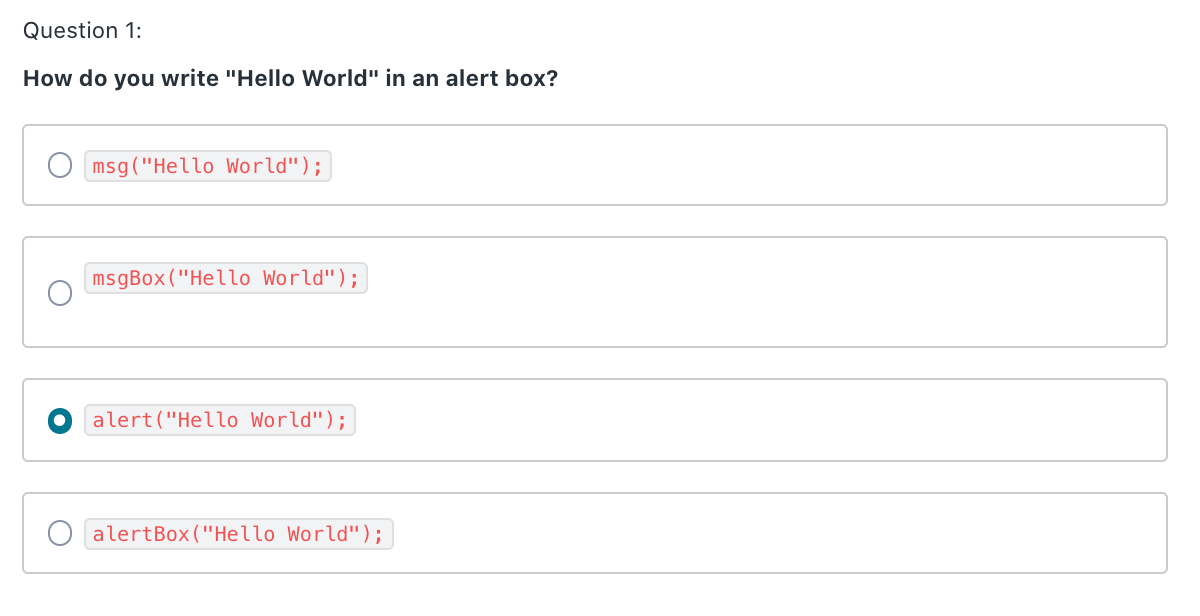 Question 1:
How do you write "Hello World" in an alert box?
msg("Hello World");
msgBox("Hello World");
alert("Hello World");
alertBox("Hello World");